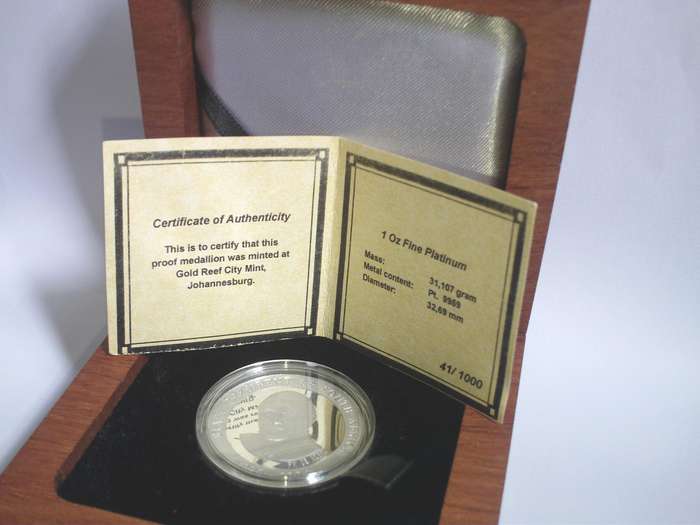 Certificate of Authenticity
This is to certify that this
proof medallion was minted at
Gold Reef City Mint,
Johannesburg.
1 Oz Fine Platinum
Mass: 31,107 gram
Metal content: Pt. 9989
Diameter: 32,69 mm
41/1000